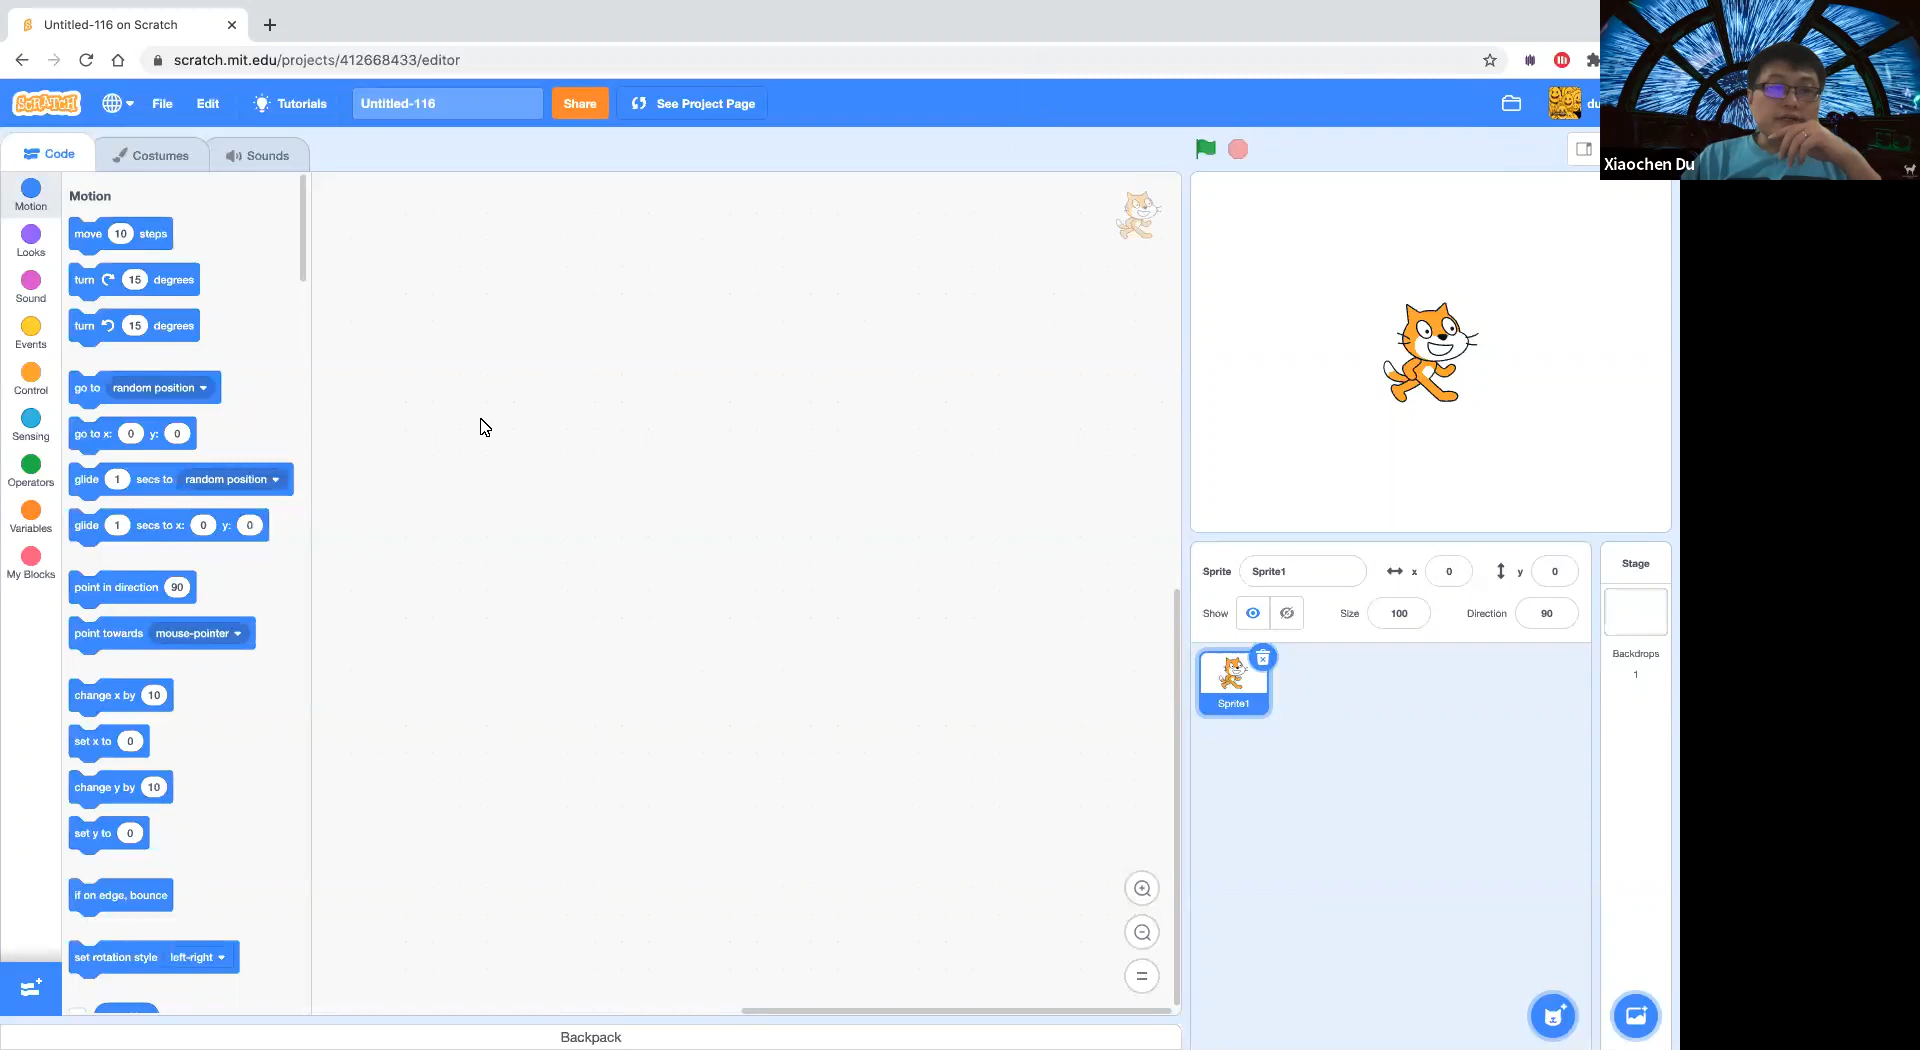 Untitled-116 on Scratch
scratch.mit.edu/projects/412668433/editor
SCRATCH
File
Edit
Tutorials
Untitled-116
Share
See Project Page
du
Xiaochen Du
Code
Costumes
Sounds
Motion
Looks
Sound
Events
Control
Sensing
Operators
Variables
My Blocks
Motion
move 10 steps
turn 15 degrees
turn 15 degrees
go to random position
go to x: 0 y: 0
glide 1 secs to random position
glide 1 secs to x: 0 y: 0
point in direction 90
point towards mouse-pointer
change x by 10
set x to 0
change y by 10
set y to 0
if on edge, bounce
set rotation style left-right
Sprite Sprite1 x 0 y 0
Show Size 100 Direction 90
Sprite1
Stage
Backdrops
1
Backpack